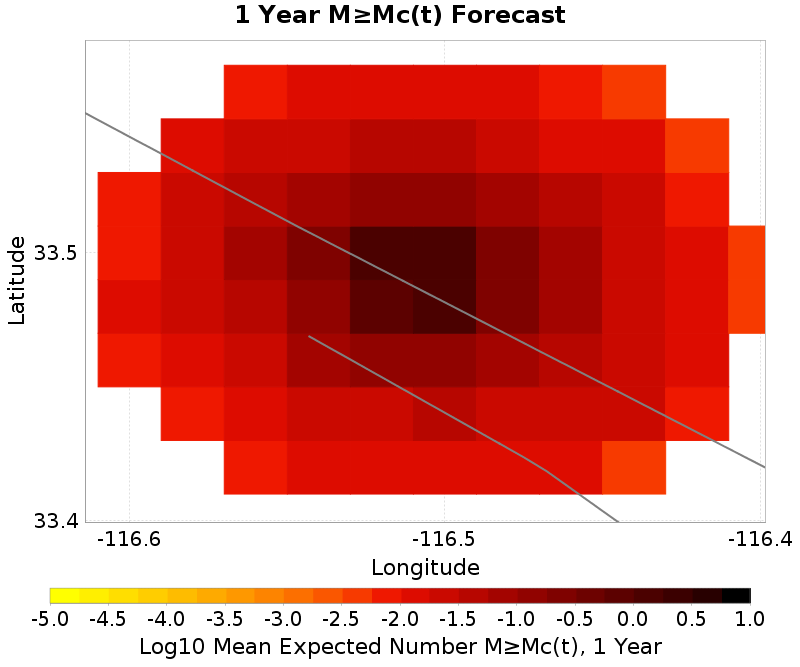 1 Year M≥Mc(t) Forecast
Latitude
33.5
33.4
-116.6 -116.5 -116.4
Longitude
-5.0 -4.5 -4.0 -3.5 -3.0 -2.5 -2.0 -1.5 -1.0 -0.5 0.0 0.5 1.0
Log10 Mean Expected Number M≥Mc(t), 1 Year